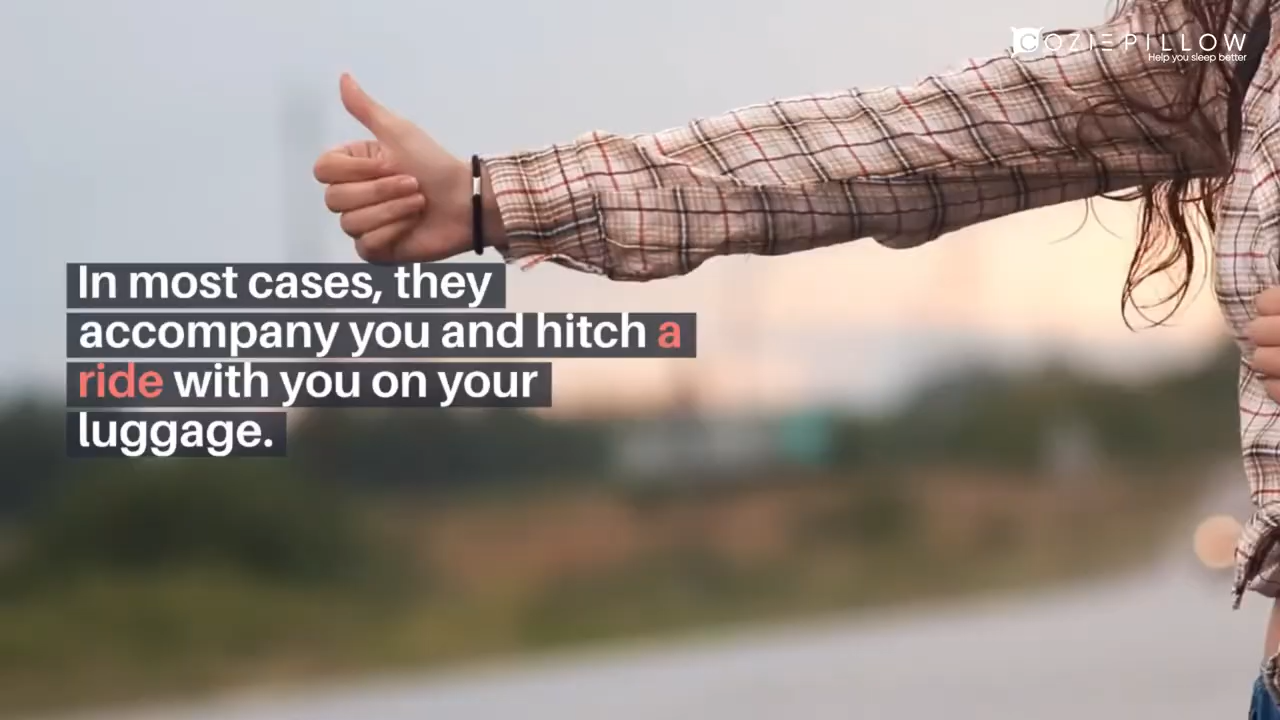 COZIEPILLOW
Help you sleep better
In most cases, they
accompany you and hitch a
ride with you on your
luggage.